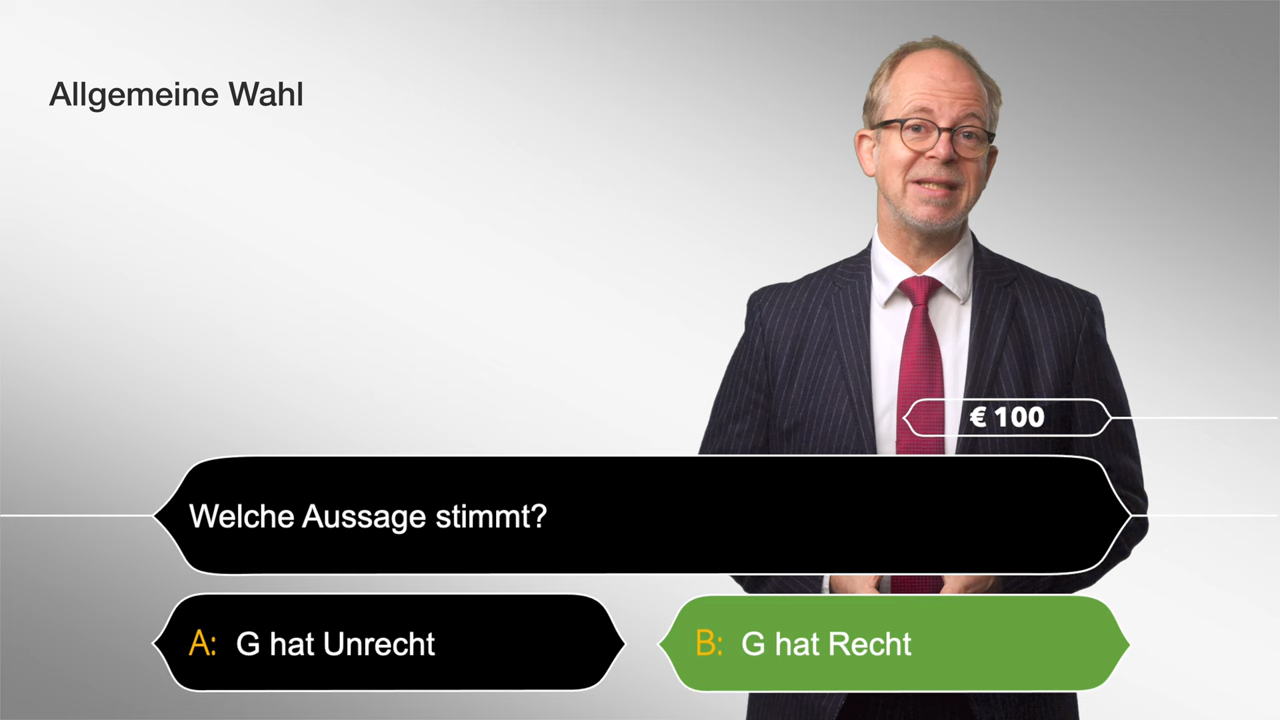 Allgemeine Wahl
€ 100
Welche Aussage stimmt?
A: G hat Unrecht
B: G hat Recht